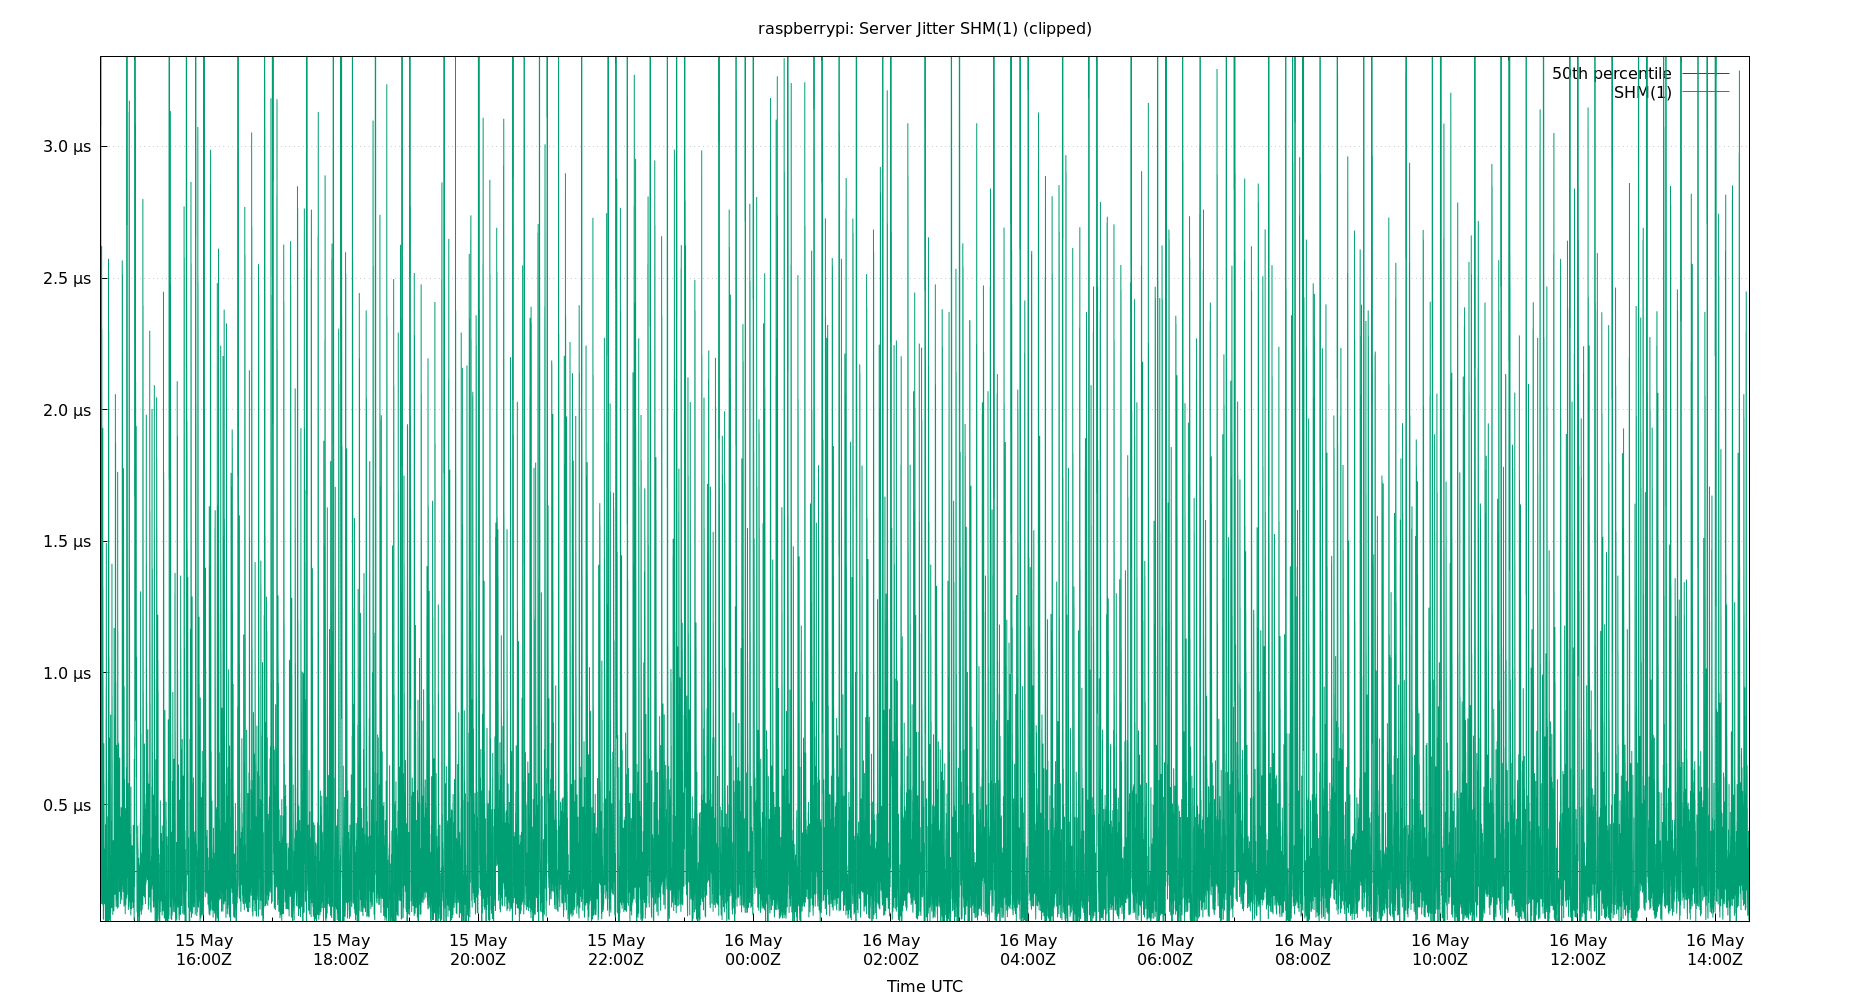 raspberrypi: Server Jitter SHM(1) (clipped)
50th percentile
SHM(1)
3.0 µs
2.5 µs
2.0 µs
1.5 µs
1.0 µs
0.5 µs
15 May 15 May 15 May 15 May 16 May 16 May 16 May 16 May 16 May 16 May 16 May 16 May
16:00Z 18:00Z 20:00Z 22:00Z 00:00Z 02:00Z 04:00Z 06:00Z 08:00Z 10:00Z 12:00Z 14:00Z
Time UTC